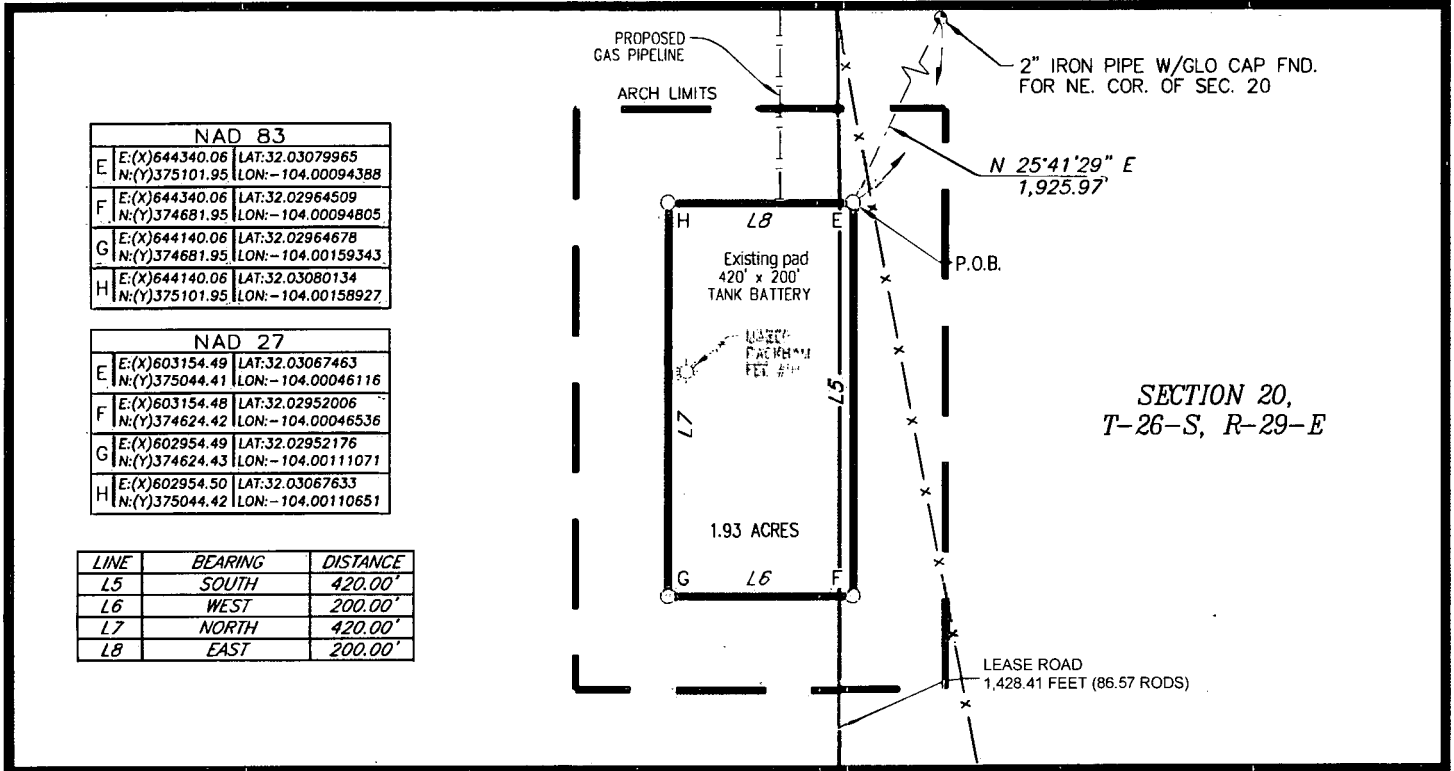 PROPOSED
GAS PIPELINE
2" IRON PIPE W/GLO CAP FND.
FOR NE. COR. OF SEC. 20
ARCH LIMITS
N 25°41'29" E
1,925.97'
NAD 83
E E:(X)644340.06 LAT:32.03079965
N:(Y)375101.95 LON:-104.00094388
F E:(X)644340.06 LAT:32.02964509
N:(Y)374681.95 LON:-104.00094805
G E:(X)644140.06 LAT:32.02964678
N:(Y)374681.95 LON:-104.00159343
H E:(X)644140.06 LAT:32.03080134
N:(Y)375101.95 LON:-104.00158927
NAD 27
E E:(X)603154.49 LAT:32.03067463
N:(Y)375044.41 LON:-104.00046116
F E:(X)603154.48 LAT:32.02952006
N:(Y)374624.42 LON:-104.00046536
G E:(X)602954.49 LAT:32.02952176
N:(Y)374624.43 LON:-104.00111071
H E:(X)602954.50 LAT:32.03067633
N:(Y)375044.42 LON:-104.00110651
LINE BEARING DISTANCE
L5 SOUTH 420.00'
L6 WEST 200.00'
L7 NORTH 420.00'
L8 EAST 200.00'
H L8 E
P.O.B.
Existing pad
420' x 200'
TANK BATTERY
L7
L5
1.93 ACRES
G L6 F
SECTION 20,
T-26-S, R-29-E
LEASE ROAD
1,428.41 FEET (86.57 RODS)